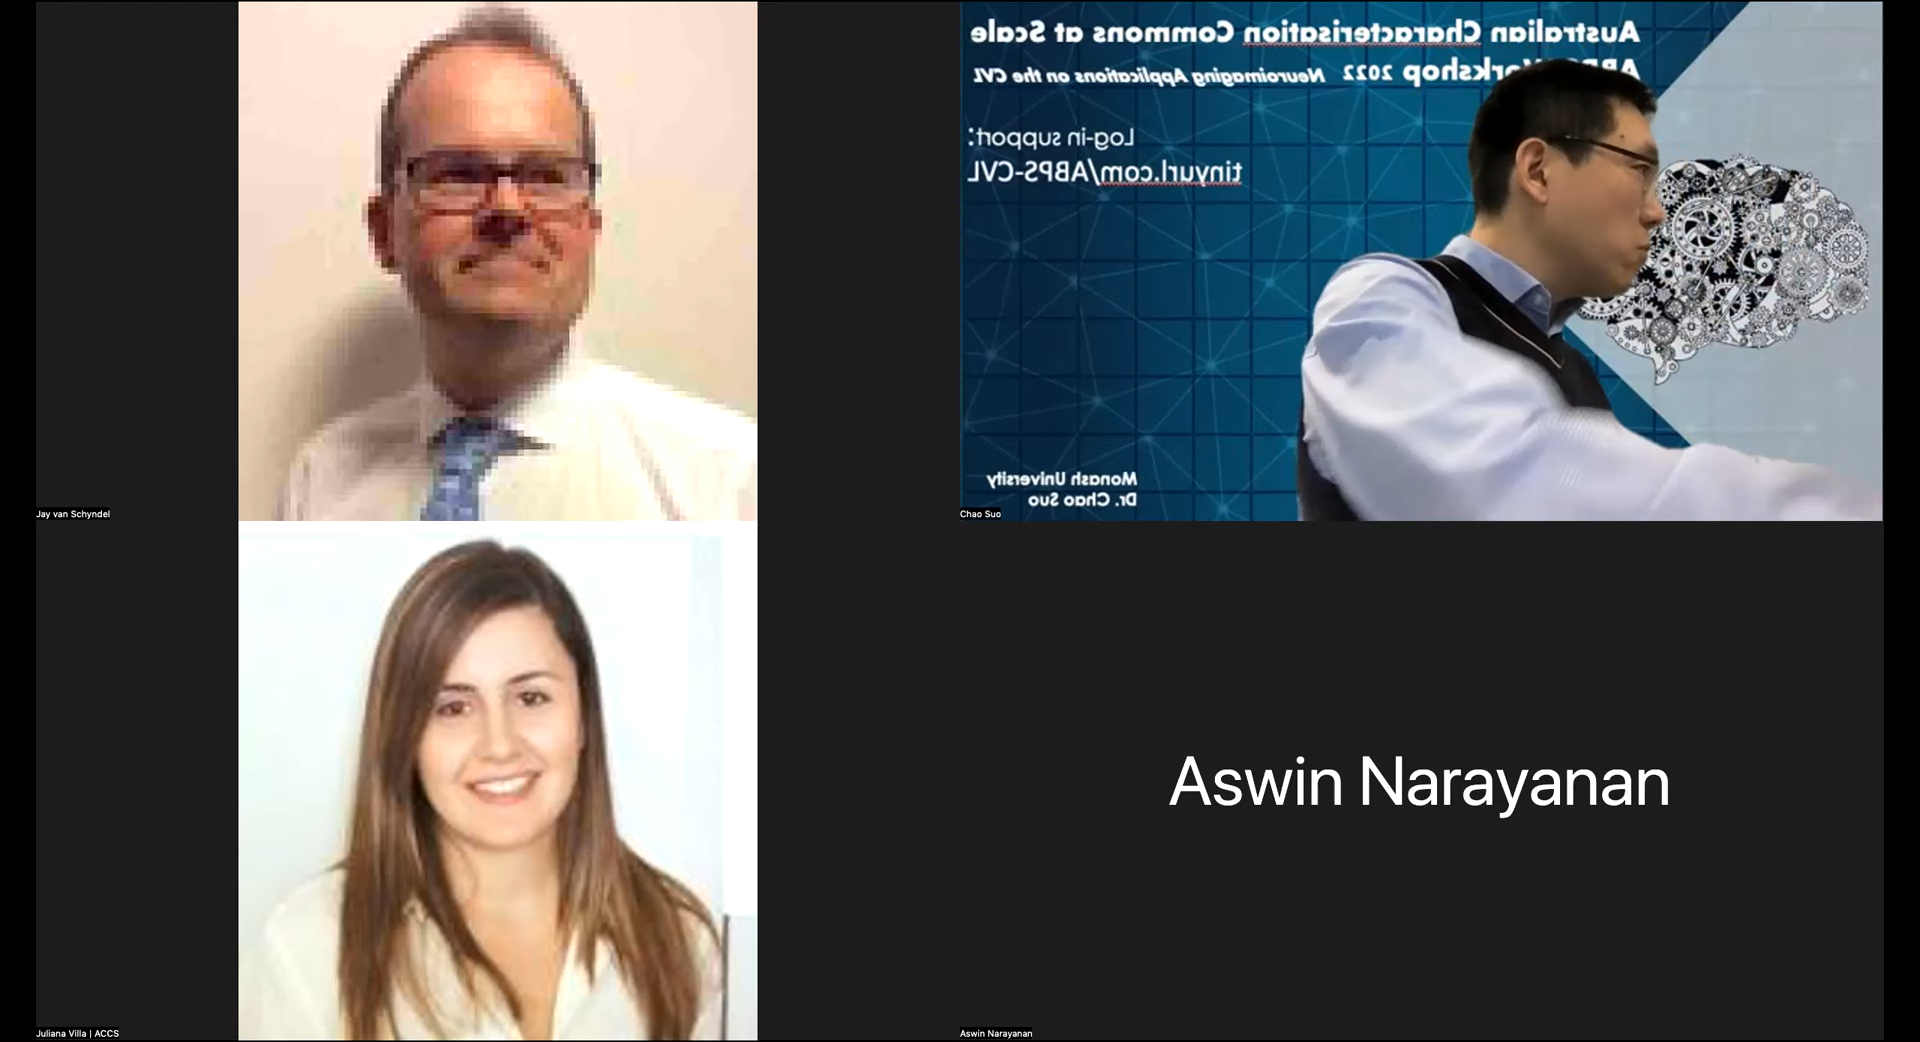 Australian Characterisation Commons at Scale
Workshop 2022 Neuroimaging Applications on the CVL
Log-in support:
tinyurl.com/ABPS-CVL
Monash University
Dr. Chao Suo
Jay van Schyndel
Chao Suo
Aswin Narayanan
Juliana Villa | ACCS
Aswin Narayanan